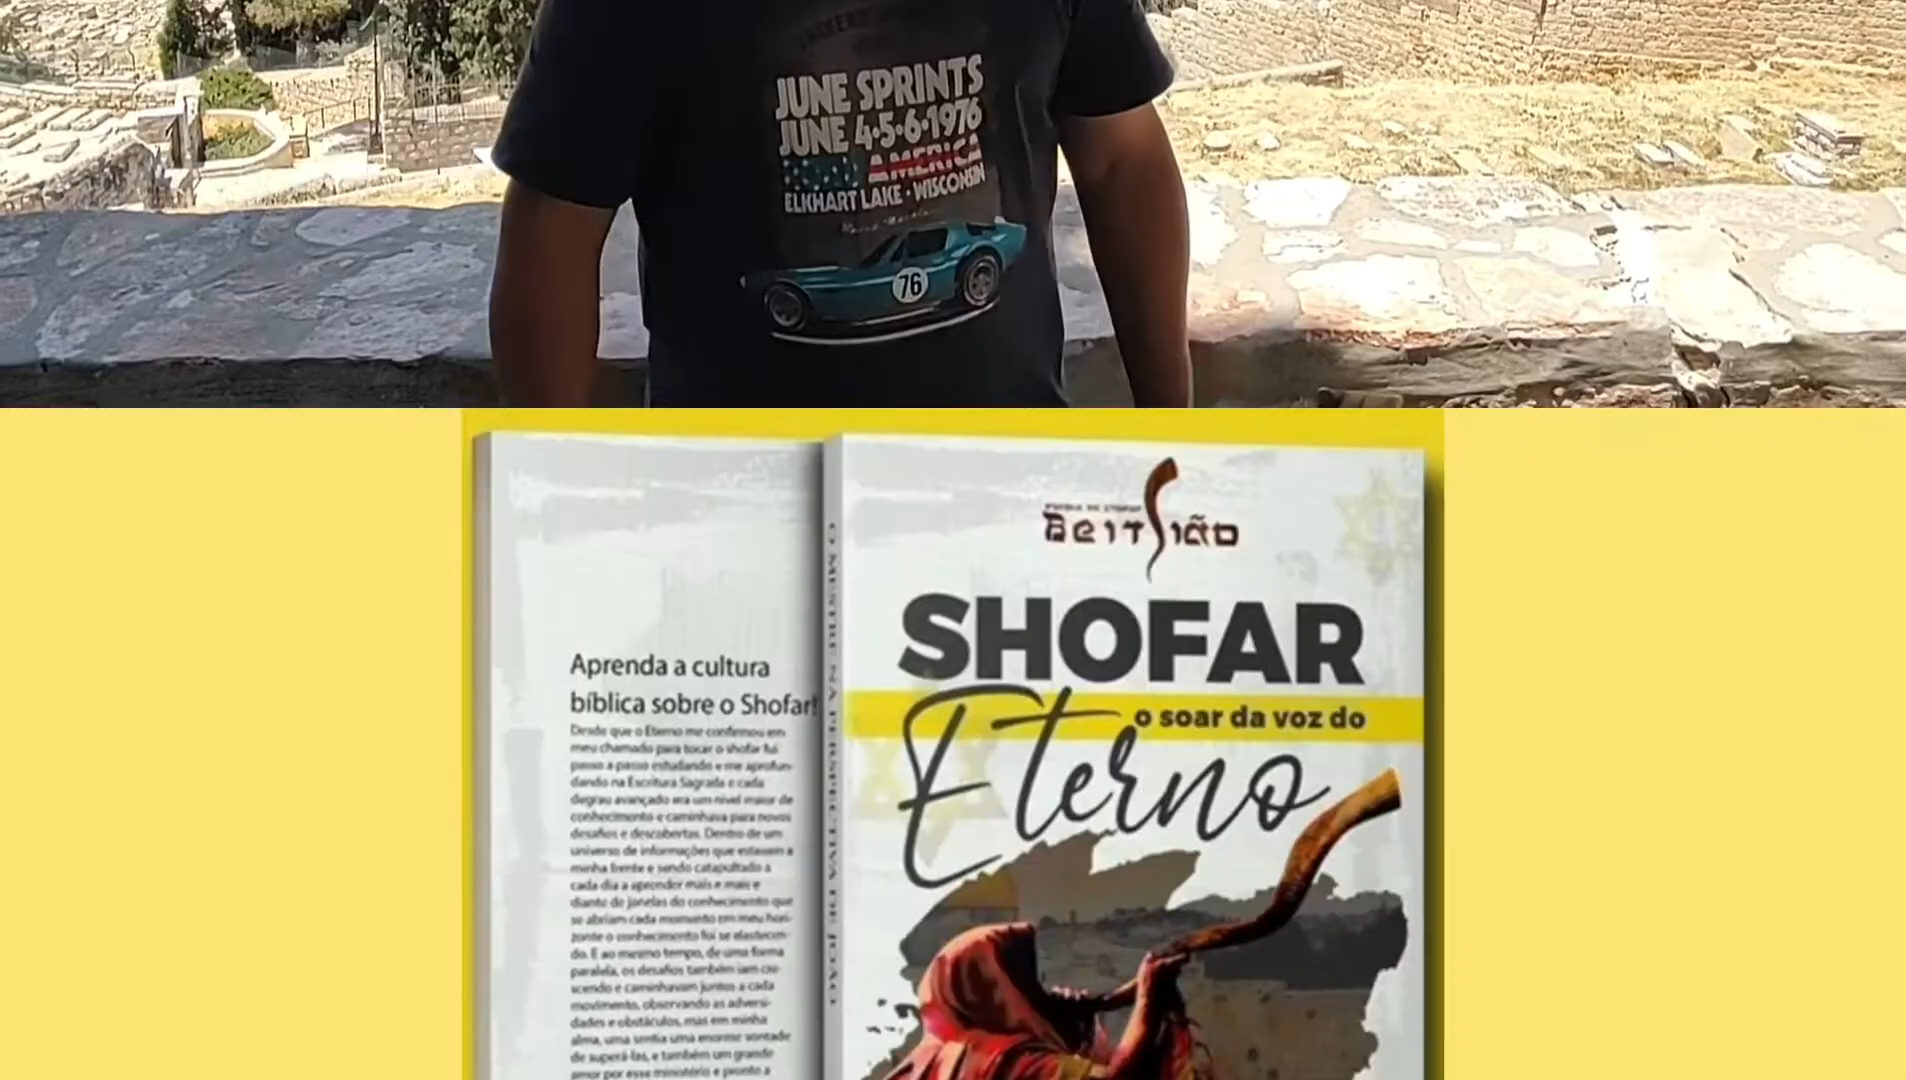 JUNE SPRINTS
JUNE 4·5·6·1976
AMERICA
ELKHART LAKE · WISCONSIN
76
BeitSião
SHOFAR
o soar da voz do
Eterno
Aprenda a cultura
bíblica sobre o Shofar!
Desde que o Eterno me confirmou em
meu chamado para tocar o shofar fui
passo a passo estudando e me aprofun-
dando na Escritura Sagrada e cada
degrau avançado era um nível maior de
conhecimento e caminhava para novos
desafios e descobertas. Dentro de um
universo de informações que estavam a
minha frente e sendo catapultado a
cada dia a aprender mais e mais e
diante de janelas do conhecimento que
se abriam cada momento em meu hori-
zonte o conhecimento foi se
do. E ao mesmo tempo, de uma forma
paralela, os desafios também iam cre-
scendo e caminhavam juntos a cada
movimento, observando as adversi-
dades e obstáculos, mas em minha
alma, uma sentia uma enorme vontade
de superá-las, e também um grande
amor por esse ministério e pronto a